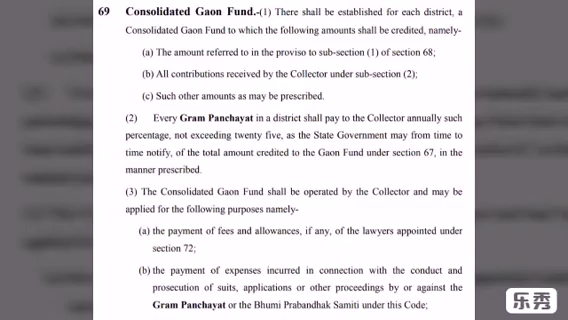 69 Consolidated Gaon Fund.-(1) There shall be established for each district, a
Consolidated Gaon Fund to which the following amounts shall be credited, namely-
(a) The amount referred to in the proviso to sub-section (1) of section 68;
(b) All contributions received by the Collector under sub-section (2);
(c) Such other amounts as may be prescribed.
(2) Every Gram Panchayat in a district shall pay to the Collector annually such
percentage, not exceeding twenty five, as the State Government may from time to
time notify, of the total amount credited to the Gaon Fund under section 67, in the
manner prescribed.
(3) The Consolidated Gaon Fund shall be operated by the Collector and may be
applied for the following purposes namely-
(a) the payment of fees and allowances, if any, of the lawyers appointed under
section 72;
(b) the payment of expenses incurred in connection with the conduct and
prosecution of suits, applications or other proceedings by or against the
Gram Panchayat or the Bhumi Prabandhak Samiti under this Code;
乐秀